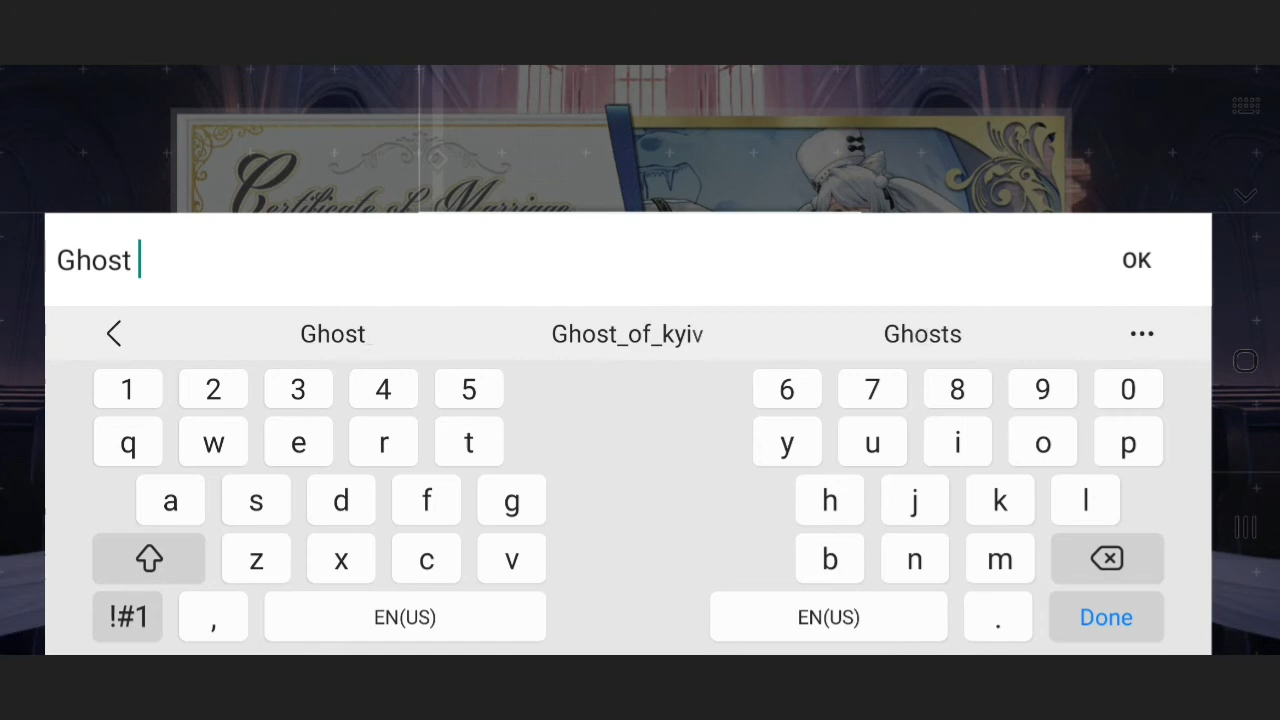 Certificate of Marriage
Ghost
OK
Ghost_ Ghost_of_kyiv Ghosts
1 2 3 4 5 6 7 8 9 0
q w e r t y u i o p
a s d f g h j k l
z x c v b n m
!#1 , EN(US) EN(US) . Done